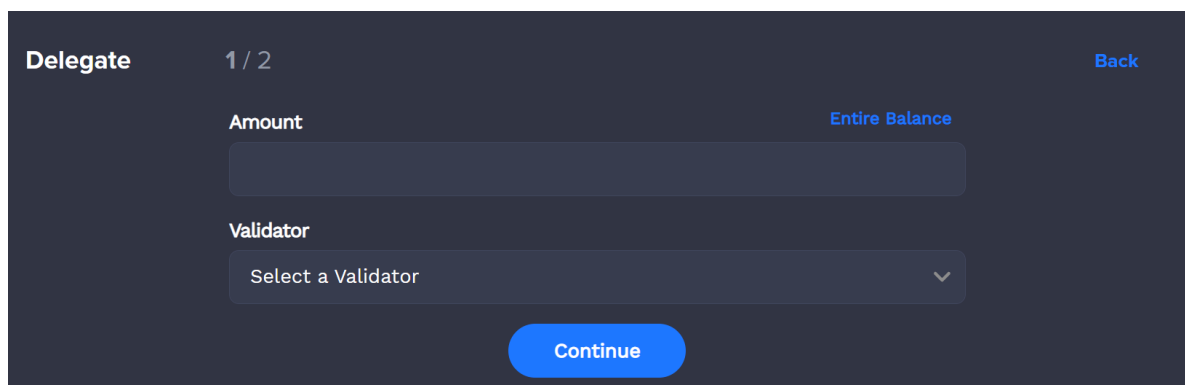 Delegate 1 / 2 Back
Amount Entire Balance
Validator
Select a Validator
Continue